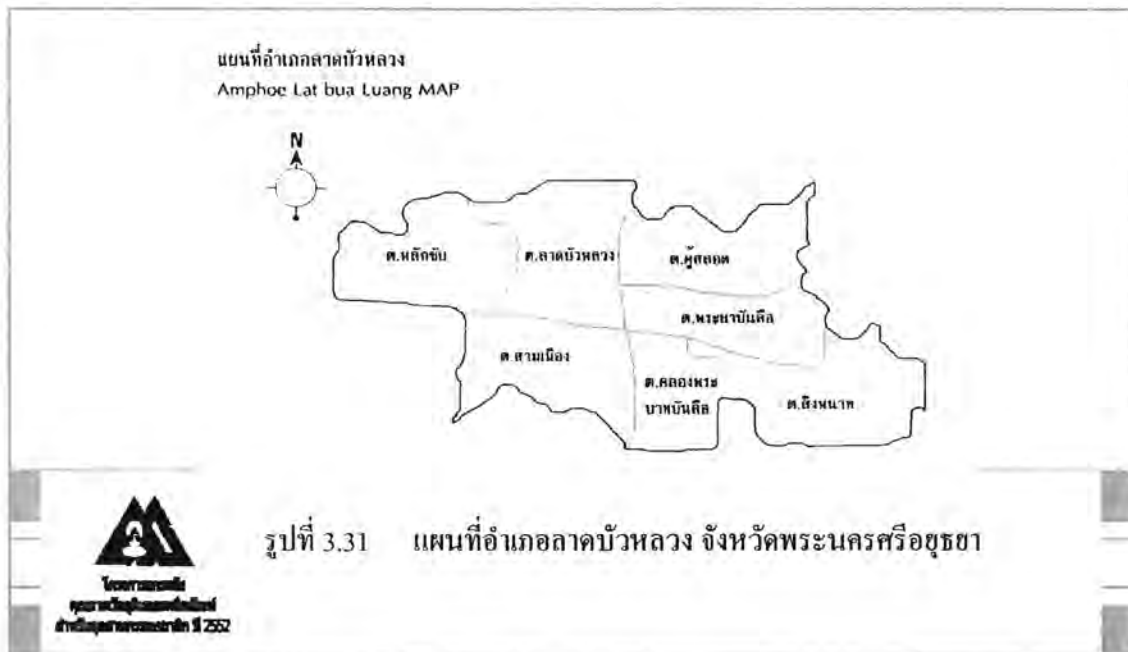 แผนที่อำเภอลาดบัวหลวง
Amphoe Lat bua Luang MAP
N
ต.หลักชัย
ต.ลาดบัวหลวง
ต.คู้สลอด
ต.พระยาบันลือ
ต.สามเมือง
ต.คลองพระ
ยาบันลือ
ต.สิงหนาท
รูปที่ 3.31 แผนที่อำเภอลาดบัวหลวง จังหวัดพระนครศรีอยุธยา
ปี 2552